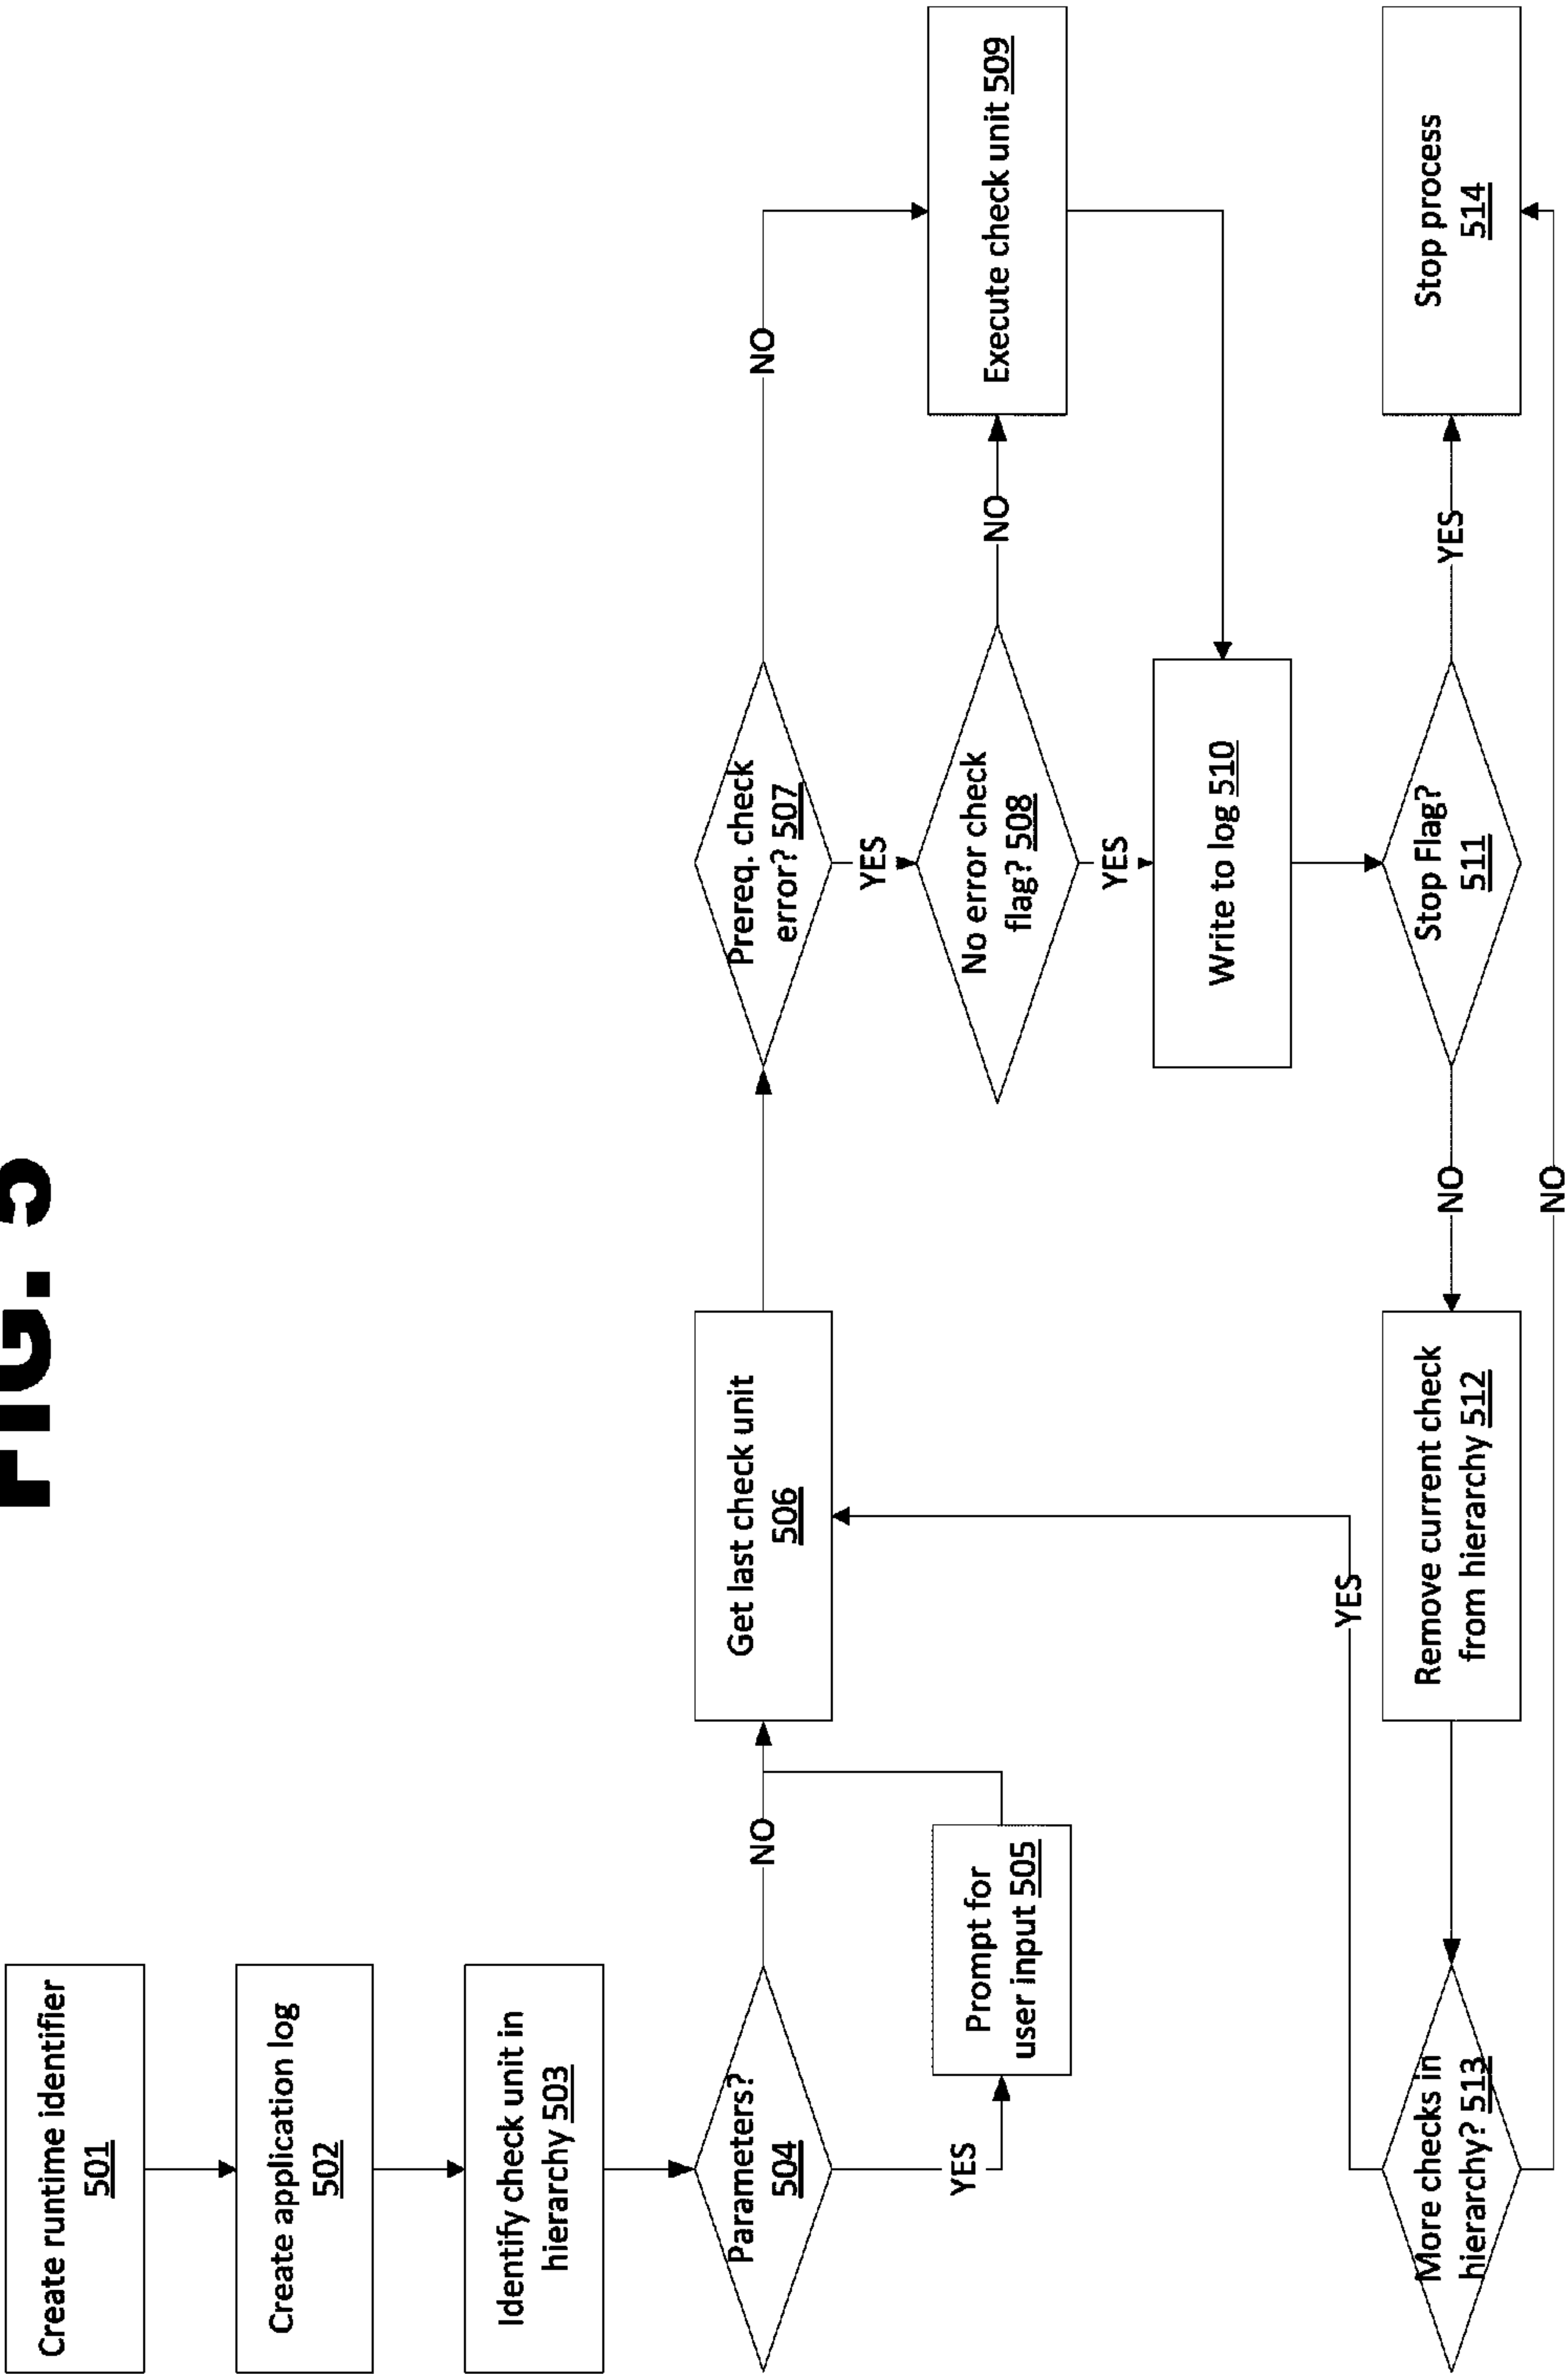 FIG. 5
Create runtime identifier
501
Create application log
502
Identify check unit in
hierarchy 503
Parameters?
504
YES
NO
Prompt for
user input 505
Get last check unit
506
Prereq. check
error? 507
YES
NO
No error check
flag? 508
YES
NO
Execute check unit 509
Write to log 510
Stop Flag?
511
YES
NO
Remove current check
from hierarchy 512
More checks in
hierarchy? 513
YES
NO
Stop process
514